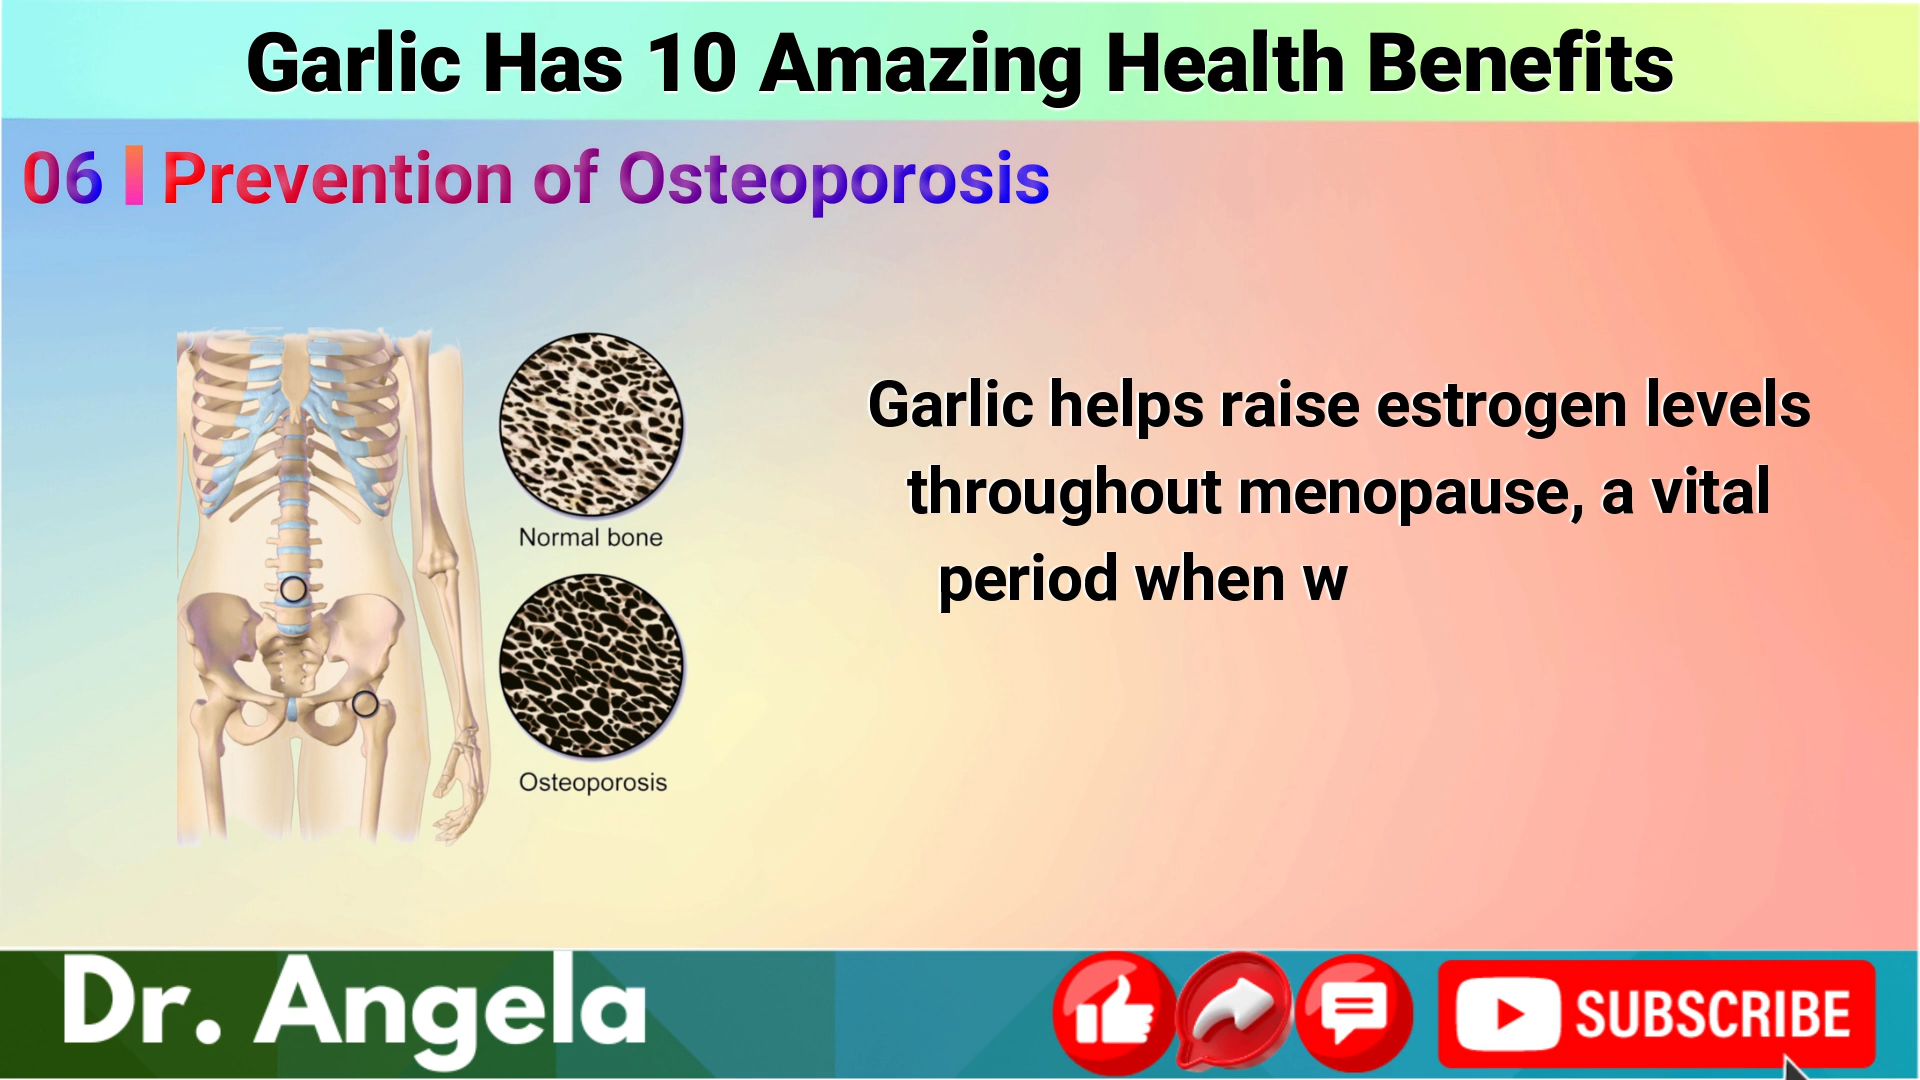 Garlic Has 10 Amazing Health Benefits
06 | Prevention of Osteoporosis
Normal bone
Osteoporosis
Garlic helps raise estrogen levels
throughout menopause, a vital
period when w
Dr. Angela
SUBSCRIBE